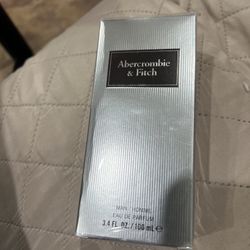 Abercrombie
& Fitch
MAN / HOMME
EAU DE PARFUM
3.4 FL. OZ. / 100 mL e